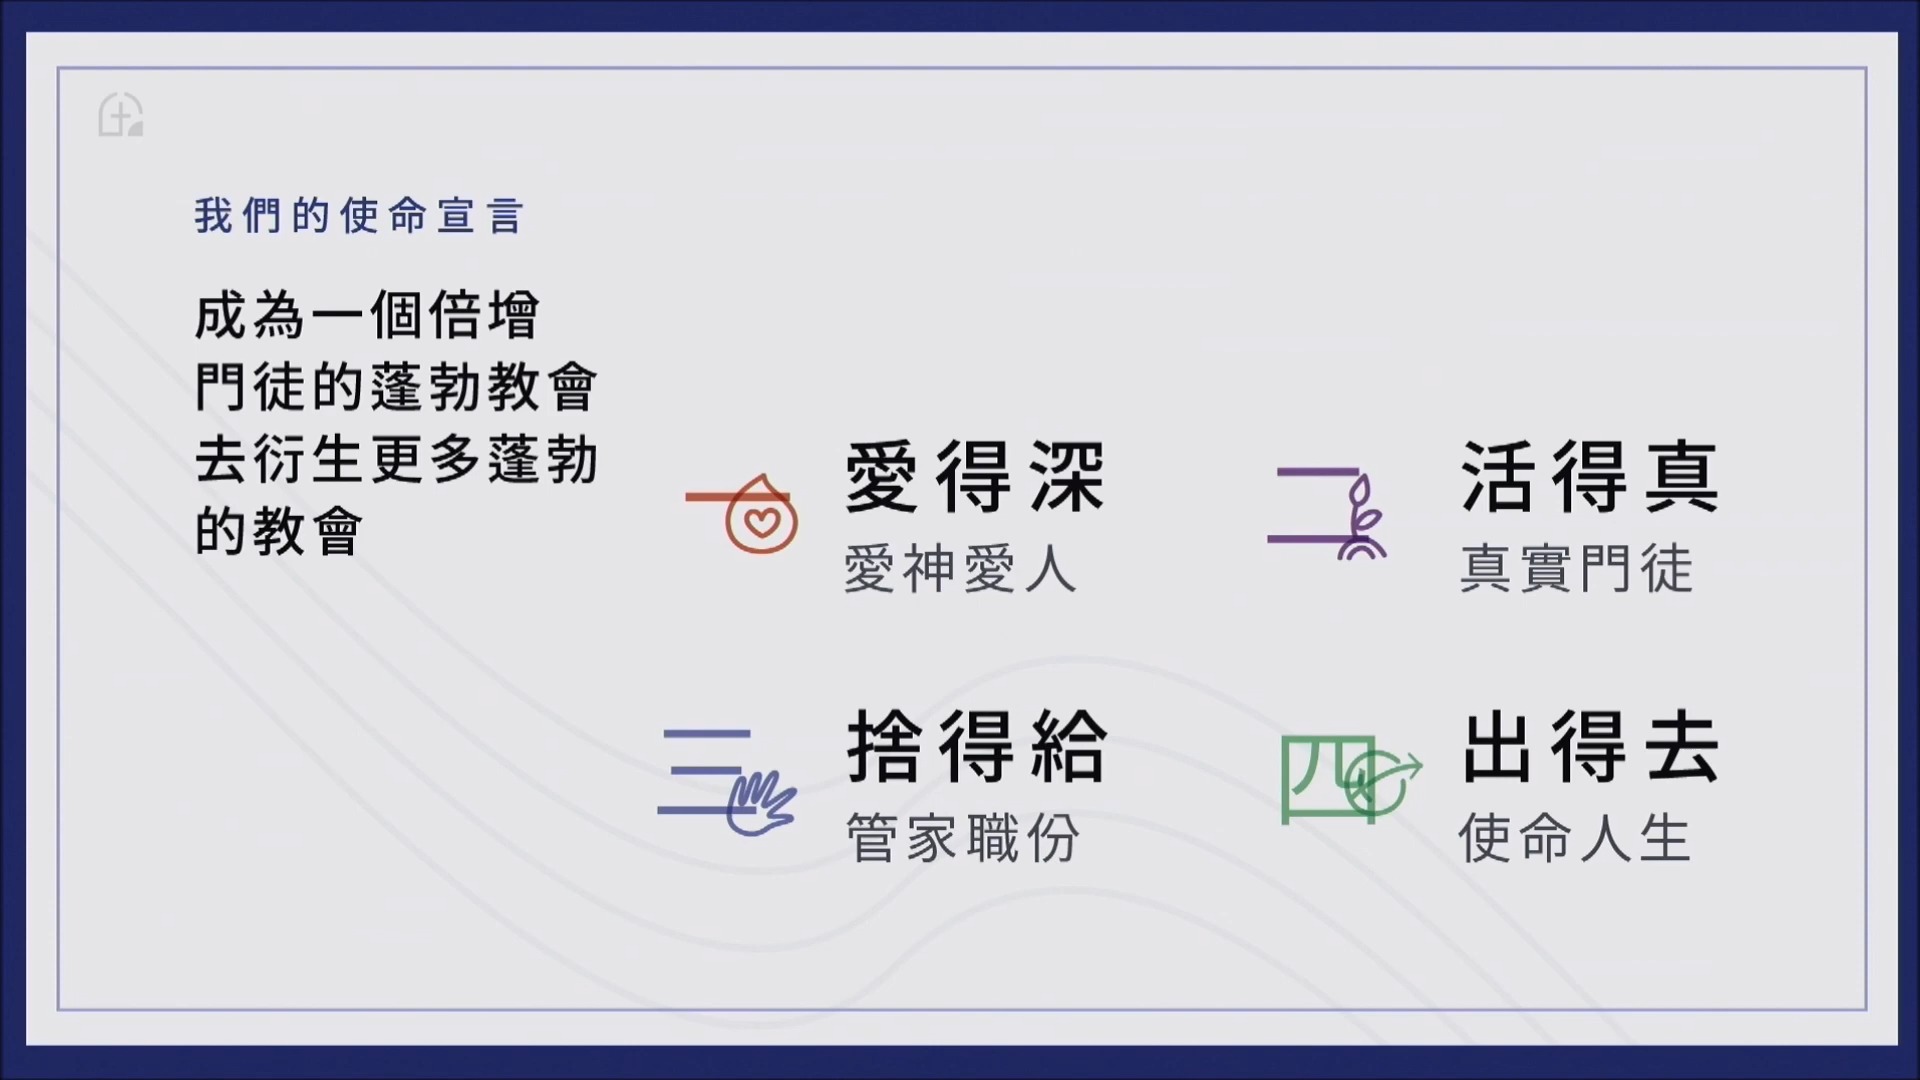 我們的使命宣言
成為一個倍增
門徒的蓬勃教會
去衍生更多蓬勃
的教會
一
愛得深
愛神愛人
二
活得真
真實門徒
三
捨得給
管家職份
四
出得去
使命人生